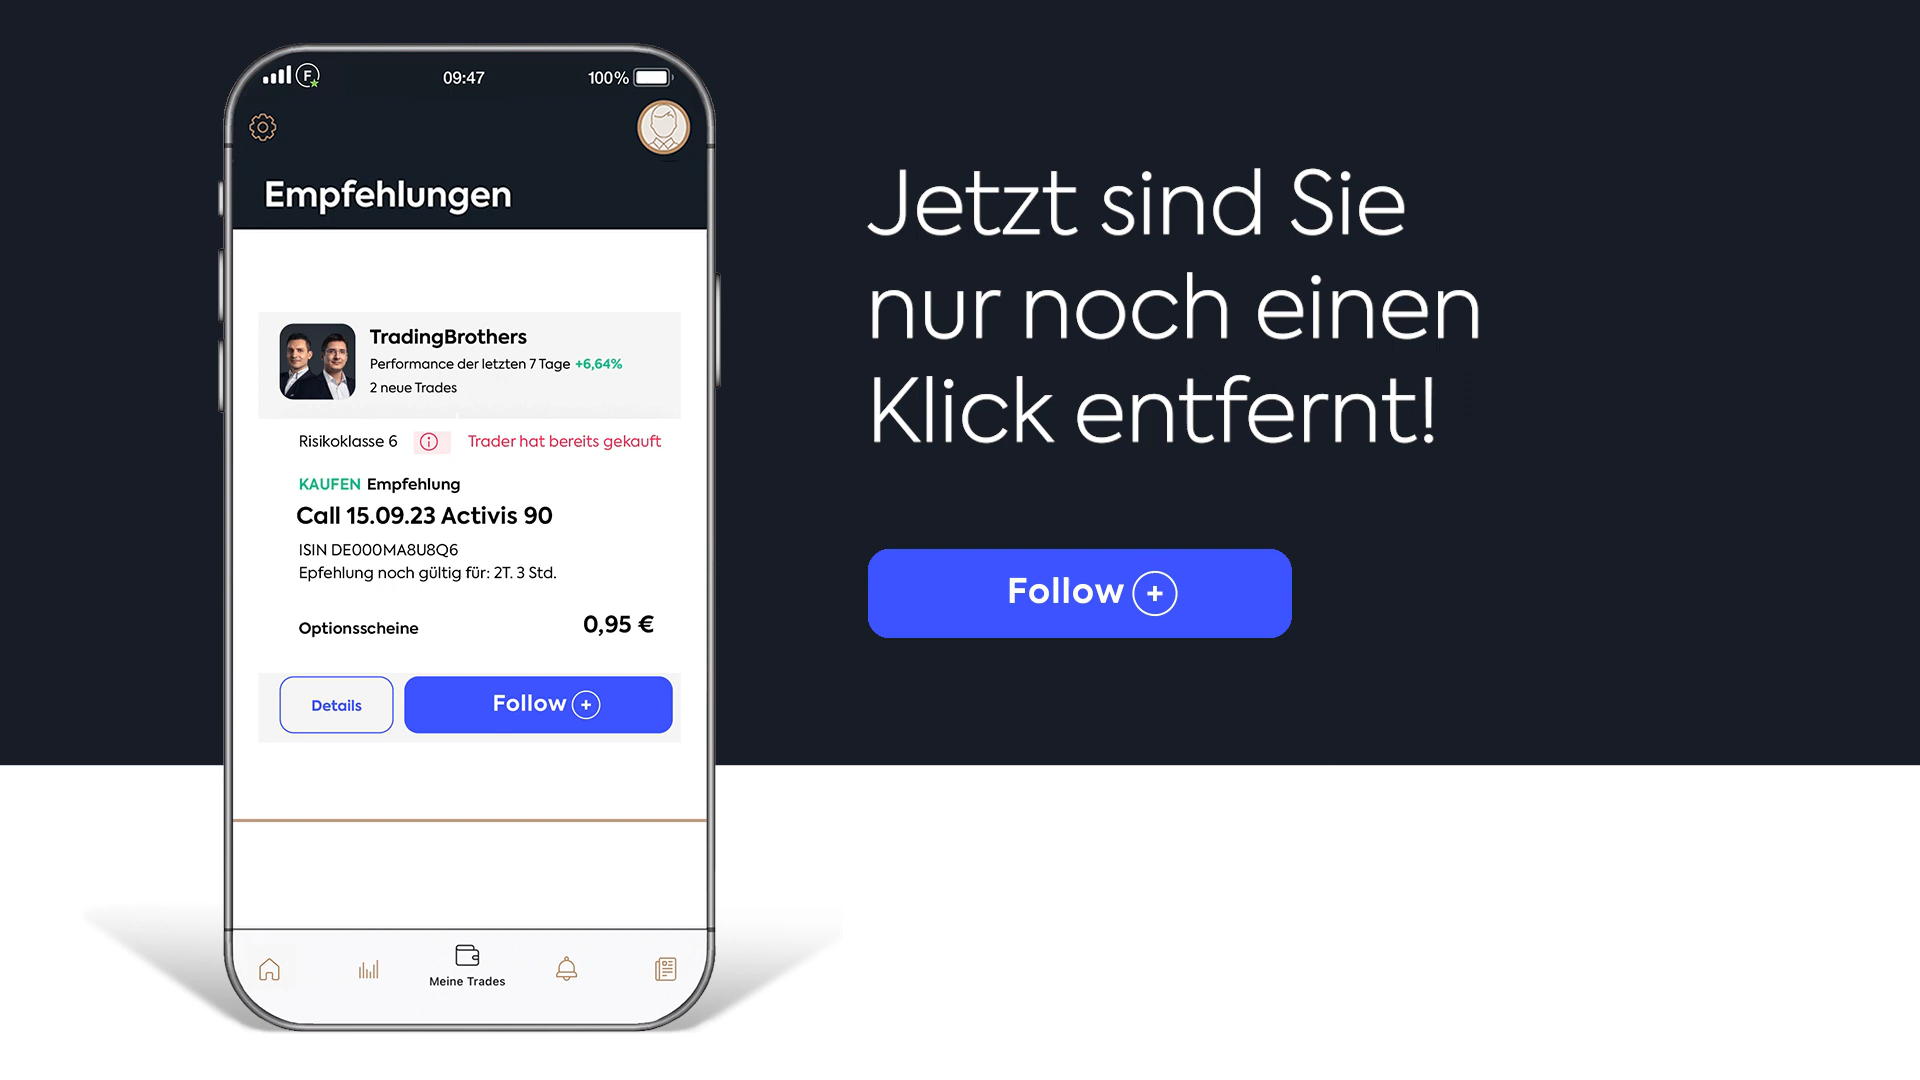 F
09:47
100%
Empfehlungen
TradingBrothers
Performance der letzten 7 Tage +6,64%
2 neue Trades
Risikoklasse 6
Trader hat bereits gekauft
KAUFEN Empfehlung
Call 15.09.23 Activis 90
ISIN DE000MA8U8Q6
Epfehlung noch gültig für: 2T. 3 Std.
Optionsscheine
0,95 €
Details
Follow +
Meine Trades
Jetzt sind Sie
nur noch einen
Klick entfernt!
Follow +